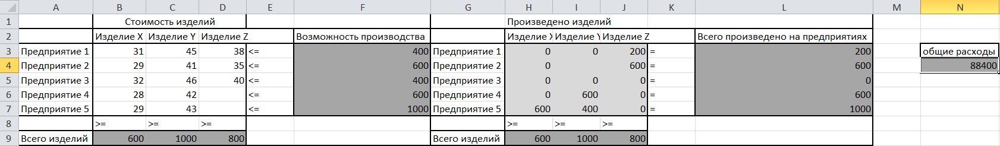 A B C D E F G H I J K L M N
1 Стоимость изделий Произведено изделий
2 Изделие X Изделие Y Изделие Z Возможность производства Изделие X Изделие Y Изделие Z Всего произведено на предприятиях
3 Предприятие 1 31 45 38 <= 400 Предприятие 1 0 0 200 = 200 общие расходы
4 Предприятие 2 29 41 35 <= 600 Предприятие 2 0 600 = 600 88400
5 Предприятие 3 32 46 40 <= 400 Предприятие 3 0 0 0 = 0
6 Предприятие 4 28 42 <= 600 Предприятие 4 0 600 0 = 600
7 Предприятие 5 29 43 <= 1000 Предприятие 5 600 400 0 = 1000
8 >= >= >= >= >= >=
9 Всего изделий 600 1000 800 Всего изделий 600 1000 800